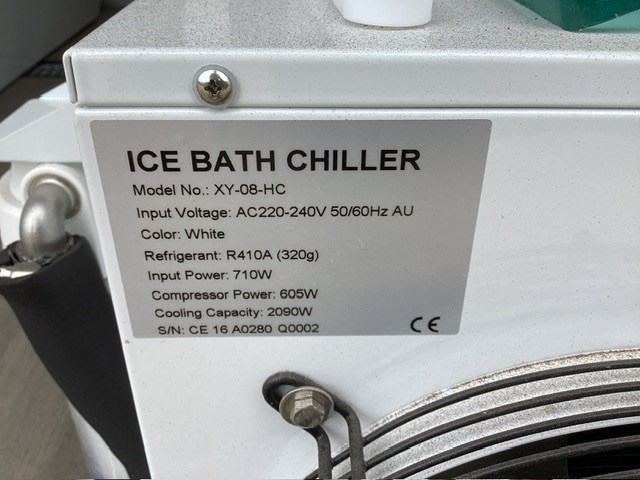 ICE BATH CHILLER
Model No.: XY-08-HC
Input Voltage: AC220-240V 50/60Hz AU
Color: White
Refrigerant: R410A (320g)
Input Power: 710W
Compressor Power: 605W
Cooling Capacity: 2090W
S/N: CE 16 A0280 Q0002
CE